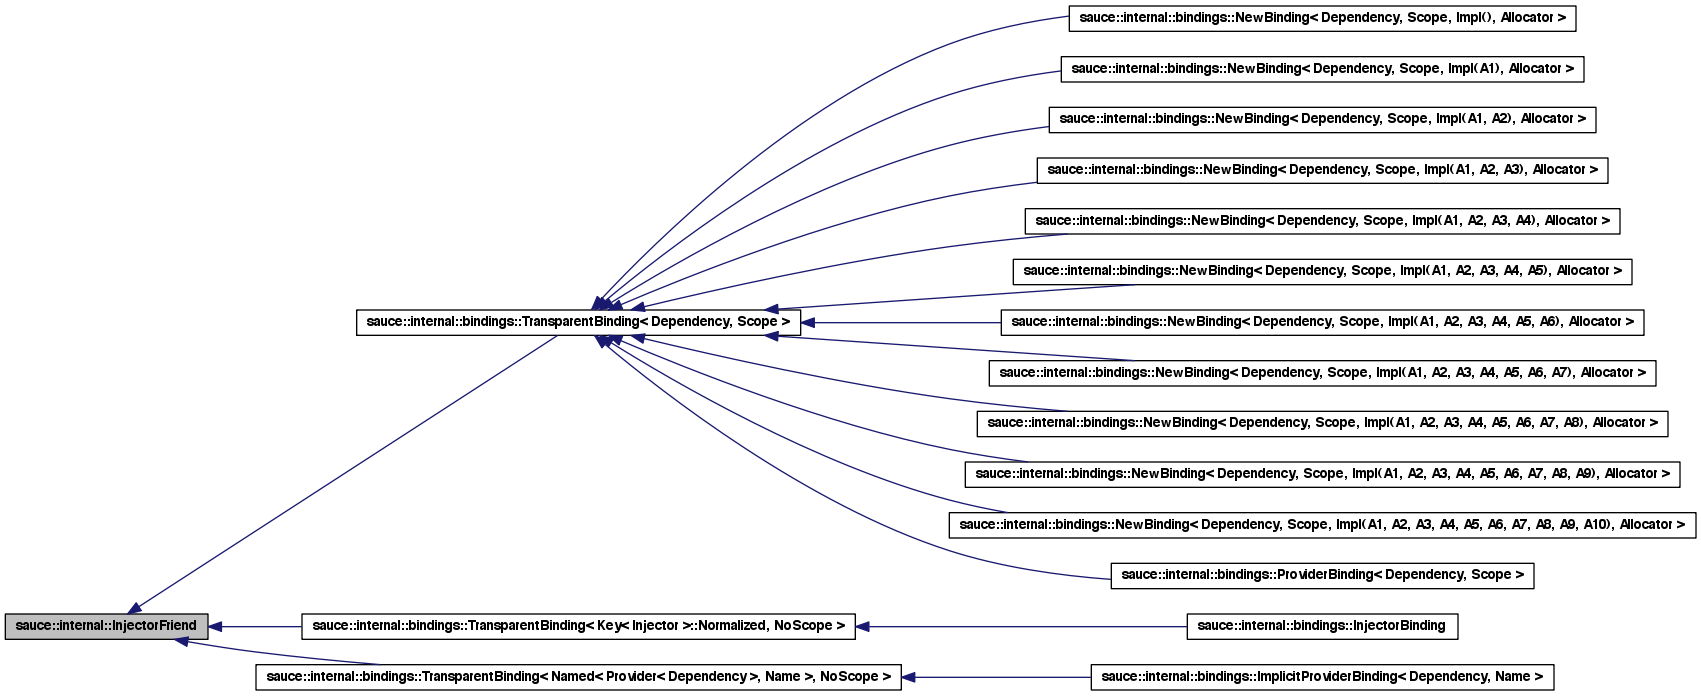 sauce::internal::bindings::NewBinding< Dependency, Scope, Impl(), Allocator >
sauce::internal::bindings::NewBinding< Dependency, Scope, Impl(A1), Allocator >
sauce::internal::bindings::NewBinding< Dependency, Scope, Impl(A1, A2), Allocator >
sauce::internal::bindings::NewBinding< Dependency, Scope, Impl(A1, A2, A3), Allocator >
sauce::internal::bindings::NewBinding< Dependency, Scope, Impl(A1, A2, A3, A4), Allocator >
sauce::internal::bindings::NewBinding< Dependency, Scope, Impl(A1, A2, A3, A4, A5), Allocator >
sauce::internal::bindings::TransparentBinding< Dependency, Scope >
sauce::internal::bindings::NewBinding< Dependency, Scope, Impl(A1, A2, A3, A4, A5, A6), Allocator >
sauce::internal::bindings::NewBinding< Dependency, Scope, Impl(A1, A2, A3, A4, A5, A6, A7), Allocator >
sauce::internal::bindings::NewBinding< Dependency, Scope, Impl(A1, A2, A3, A4, A5, A6, A7, A8), Allocator >
sauce::internal::bindings::NewBinding< Dependency, Scope, Impl(A1, A2, A3, A4, A5, A6, A7, A8, A9), Allocator >
sauce::internal::bindings::NewBinding< Dependency, Scope, Impl(A1, A2, A3, A4, A5, A6, A7, A8, A9, A10), Allocator >
sauce::internal::bindings::ProviderBinding< Dependency, Scope >
sauce::internal::InjectorFriend
sauce::internal::bindings::TransparentBinding< Key< Injector >::Normalized, NoScope >
sauce::internal::bindings::InjectorBinding
sauce::internal::bindings::TransparentBinding< Named< Provider< Dependency >, Name >, NoScope >
sauce::internal::bindings::ImplicitProviderBinding< Dependency, Name >